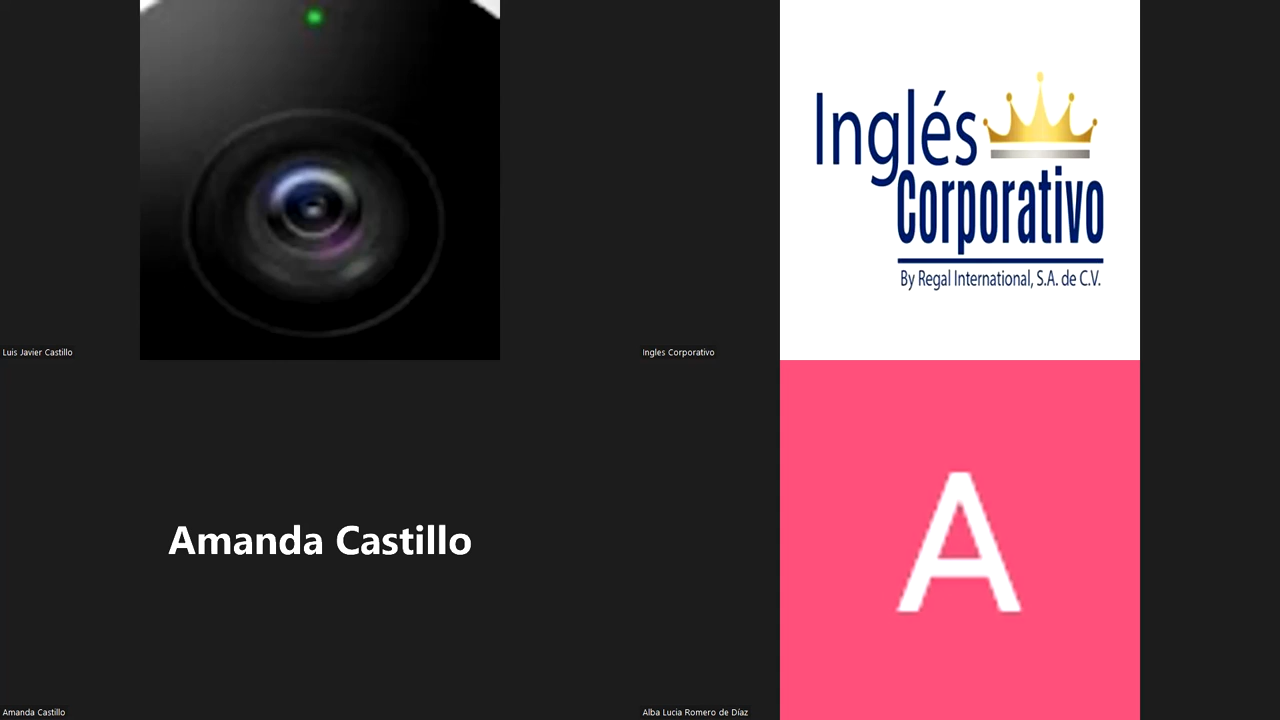 Inglés
Corporativo
By Regal International, S.A. de C.V.
Luis Javier Castillo
Ingles Corporativo
Amanda Castillo
A
Amanda Castillo
Alba Lucia Romero de Díaz